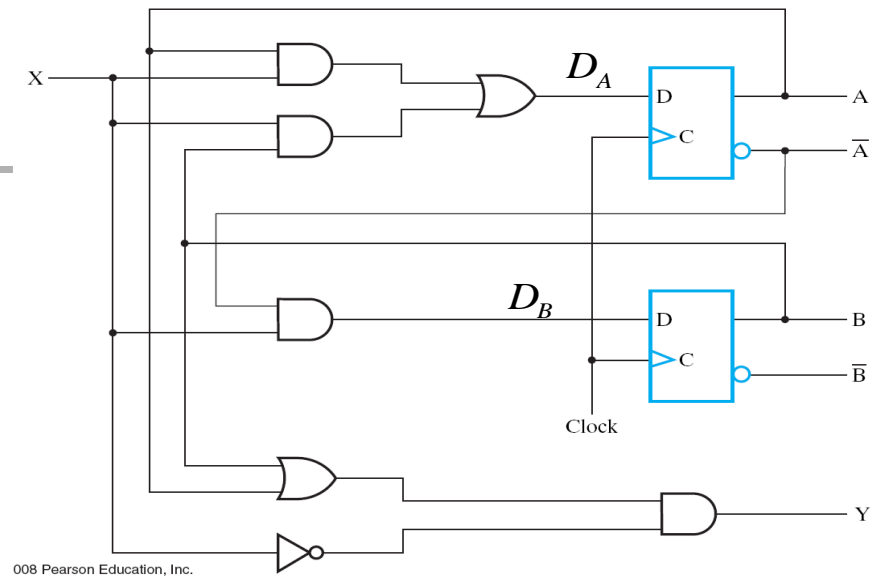 X
D_A
D
C
A
A̅
D_B
D
C
B
B̅
Clock
Y
008 Pearson Education, Inc.